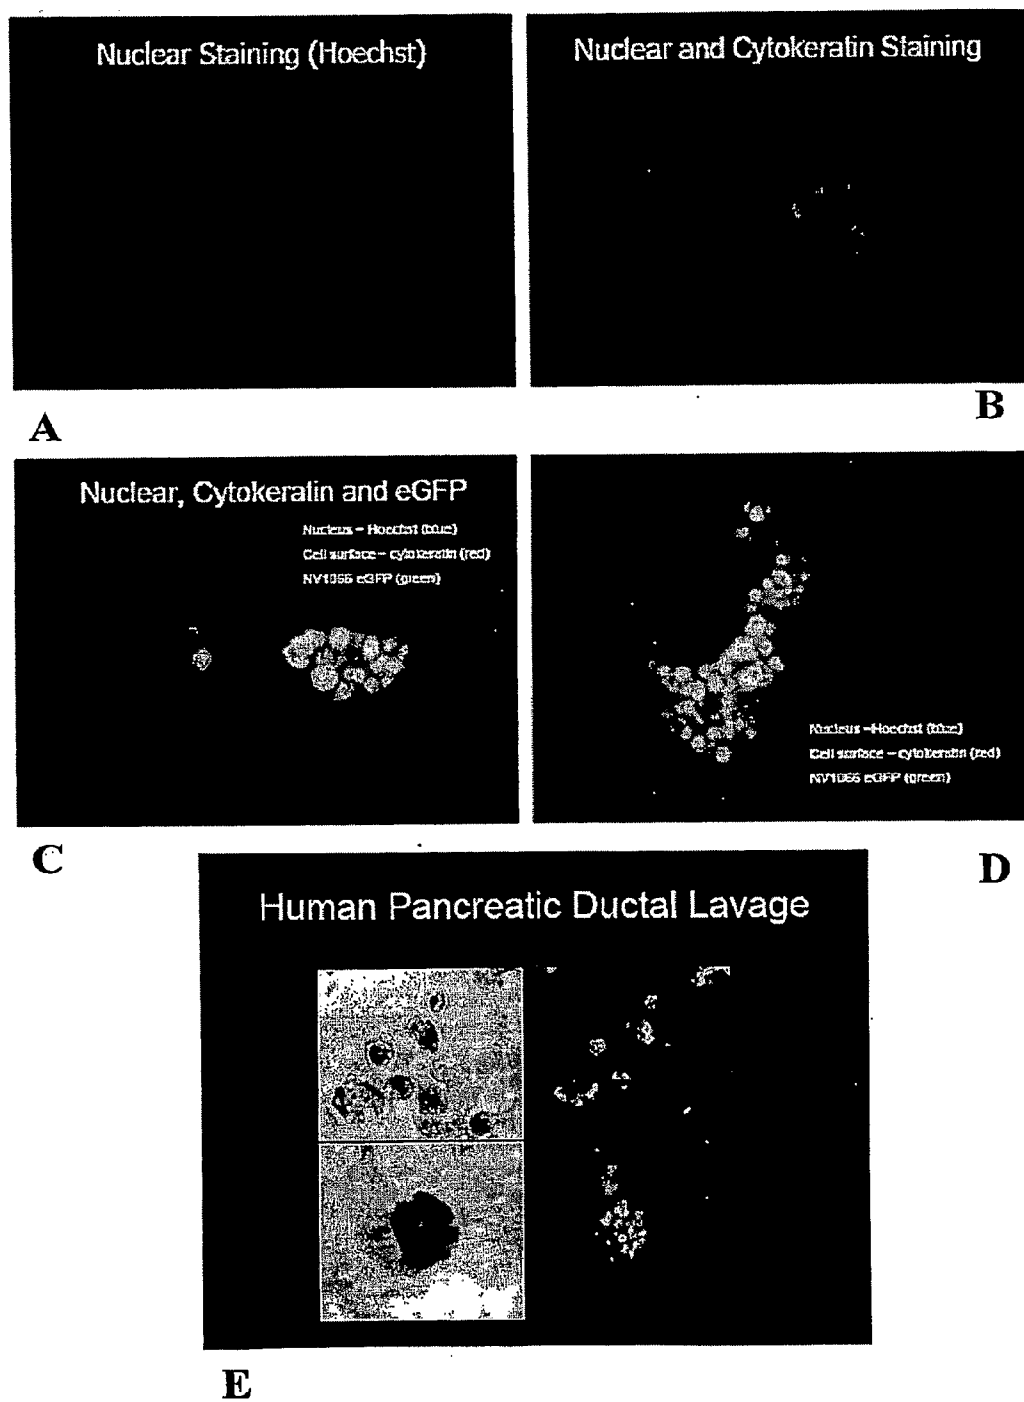 Nuclear Staining (Hoechst)
Nuclear and Cytokeratin Staining
A
B
Nuclear, Cytokeratin and eGFP
Nucleus – Hoechst (blue)
Cell surface – cytokeratin (red)
NV1066 eGFP (green)
Nucleus –Hoechst (blue)
Cell surface – cytokeratin (red)
NV1066 eGFP (green)
C
D
Human Pancreatic Ductal Lavage
E